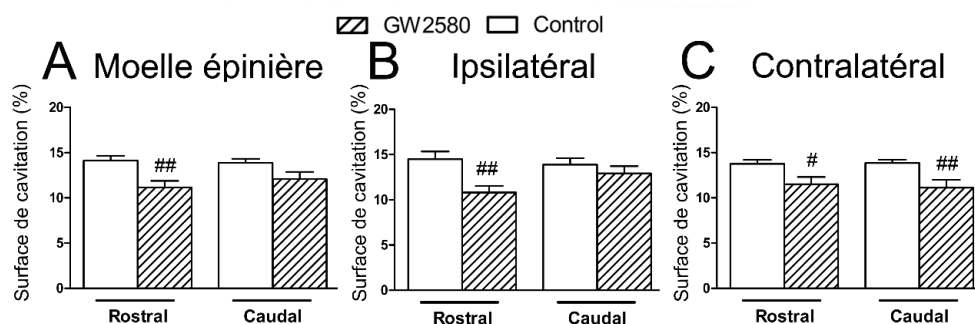 GW2580 Control
A Moelle épinière
Surface de cavitation (%)
20
15
10
5
0
##
Rostral Caudal
B Ipsilatéral
Surface de cavitation (%)
20
15
10
5
0
##
Rostral Caudal
C Contralatéral
Surface de cavitation (%)
20
15
10
5
0
#
##
Rostral Caudal